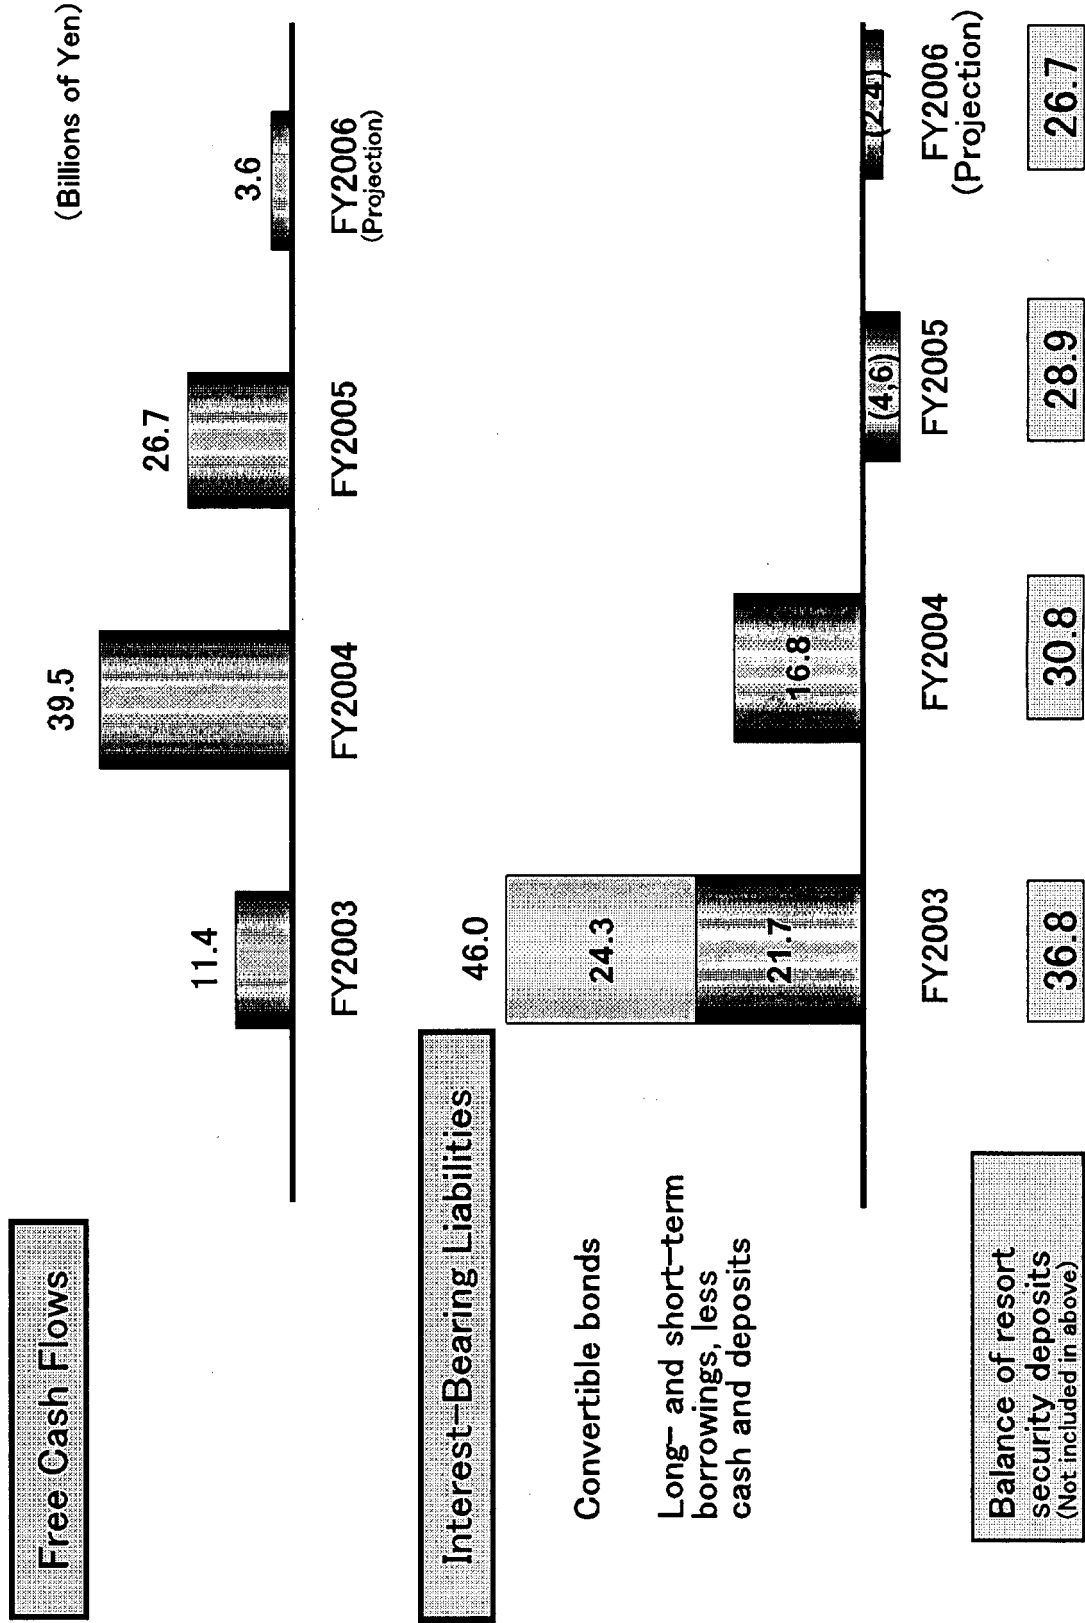 Free Cash Flows
(Billions of Yen)
11.4
39.5
26.7
3.6
FY2003
FY2004
FY2005
FY2006
(Projection)
Interest-Bearing Liabilities
46.0
Convertible bonds
24.3
Long- and short-term
borrowings, less
cash and deposits
21.7
16.8
(4,6)
(2.4)
FY2003
FY2004
FY2005
FY2006
(Projection)
Balance of resort
security deposits
(Not included in above)
36.8
30.8
28.9
26.7